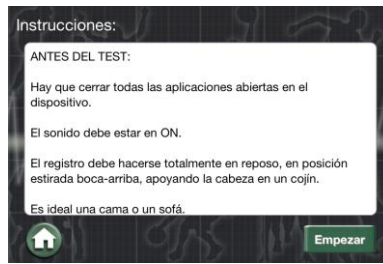 Instrucciones:
ANTES DEL TEST:
Hay que cerrar todas las aplicaciones abiertas en el
dispositivo.
El sonido debe estar en ON.
El registro debe hacerse totalmente en reposo, en posición
estirada boca-arriba, apoyando la cabeza en un cojín.
Es ideal una cama o un sofá.
Empezar